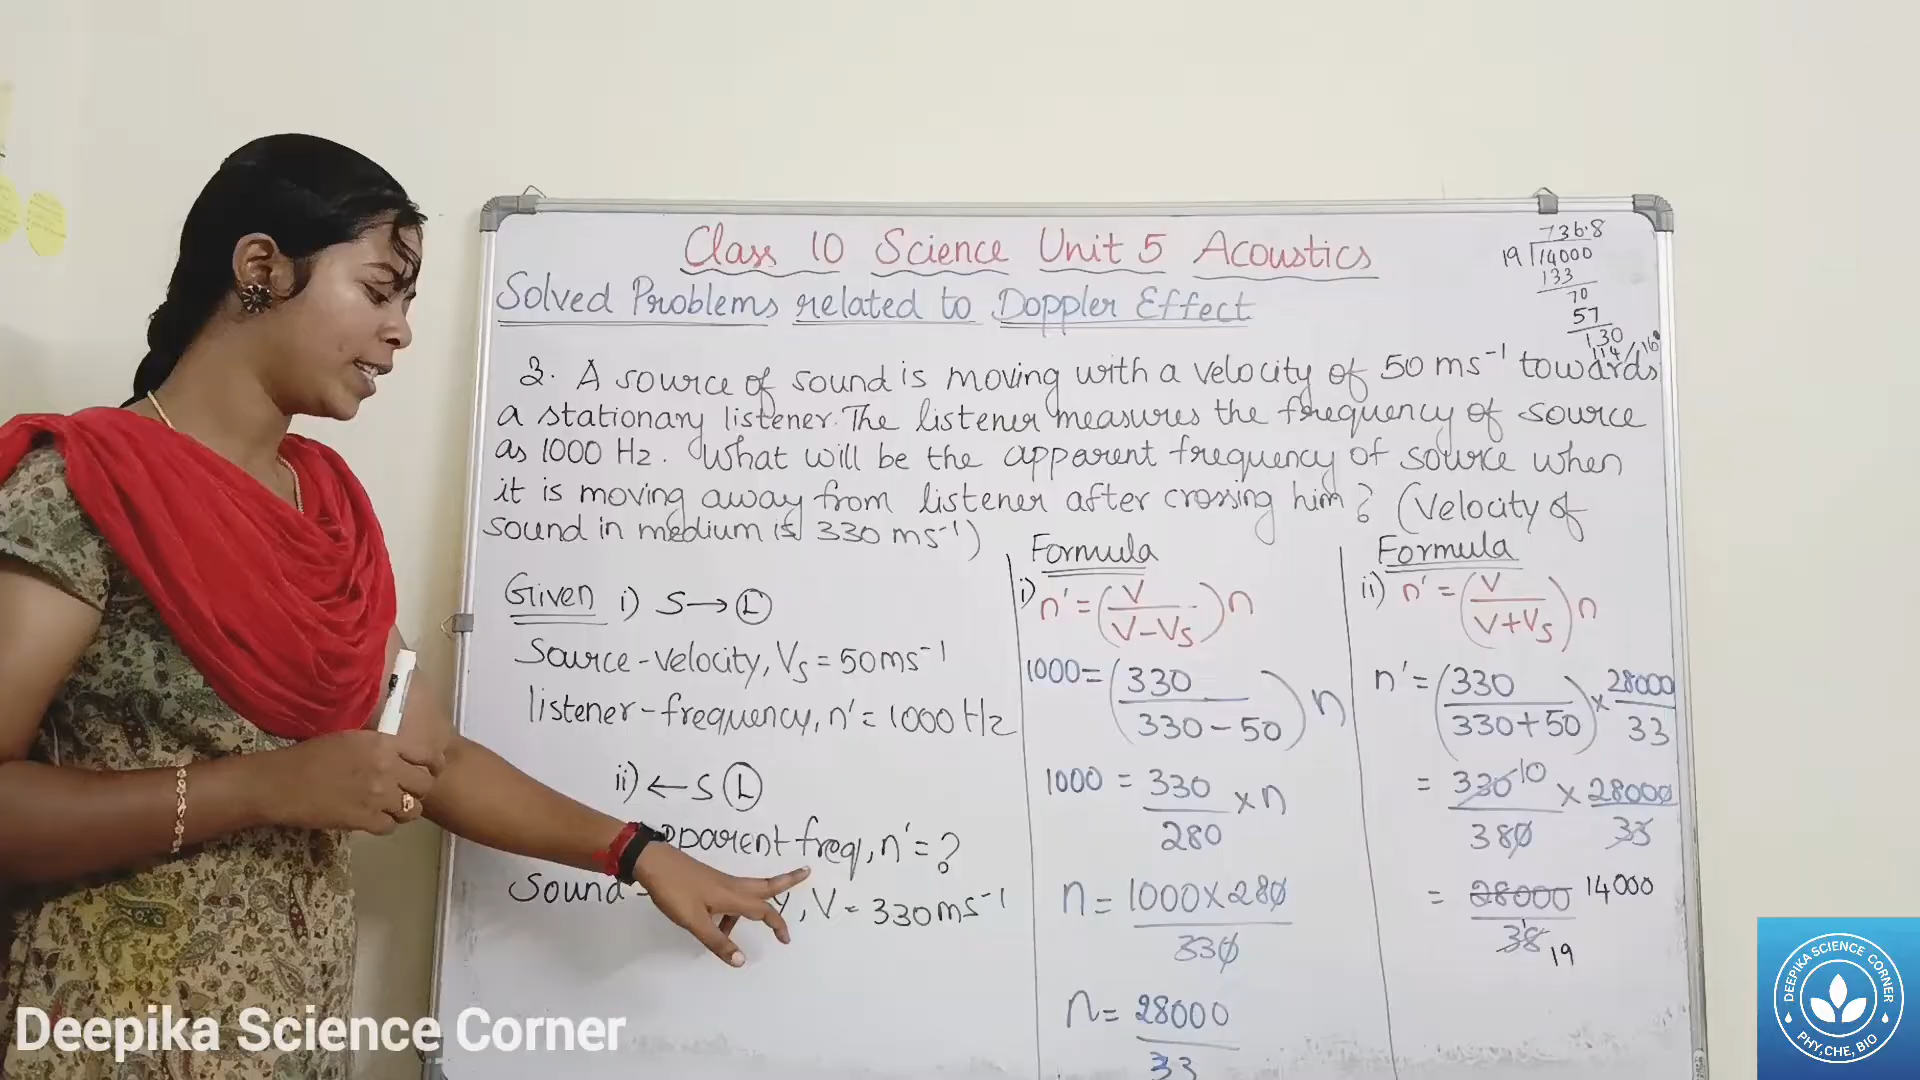 Class 10 Science Unit 5 Acoustics
Solved Problems related to Doppler Effect
736.8
19 14000
133
70
57
130
114
3. A source of sound is moving with a velocity of 50 ms⁻¹ towards
a stationary listener. The listener measures the frequency of source
as 1000 Hz. What will be the apparent frequency of source when
it is moving away from listener after crossing him? (Velocity of
sound in medium is 330 ms⁻¹)
Given i) S → L
Source-velocity, Vs = 50ms⁻¹
listener-frequency, n' = 1000 Hz
ii) ← S L
pparent freq, n' = ?
Sound- y, V = 330ms⁻¹
Formula
i) n' = (V / V-Vs) n
1000 = (330 / 330-50) n
1000 = 330 / 280 × n
n = 1000×280 / 330
n = 28000 / 33
Formula
ii) n' = (V / V+Vs) n
n' = (330 / 330+50) × 28000 / 33
= 330 10 / 380 × 28000 / 33
= 28000 14000 / 38 19
Deepika Science Corner
DEEPIKA SCIENCE CORNER
PHY, CHE, BIO